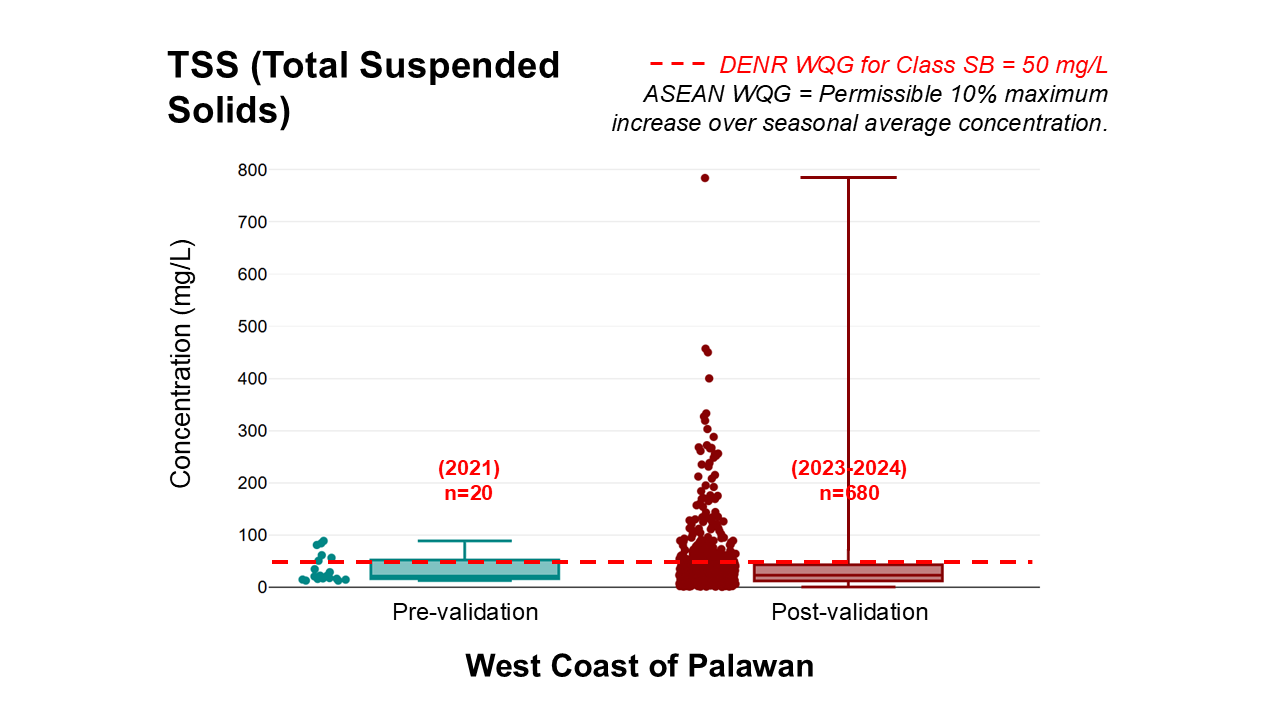 TSS (Total Suspended
Solids)
DENR WQG for Class SB = 50 mg/L
ASEAN WQG = Permissible 10% maximum
increase over seasonal average concentration.
Concentration (mg/L)
800
700
600
500
400
300
200
100
0
(2021)
n=20
(2023-2024)
n=680
Pre-validation
Post-validation
West Coast of Palawan